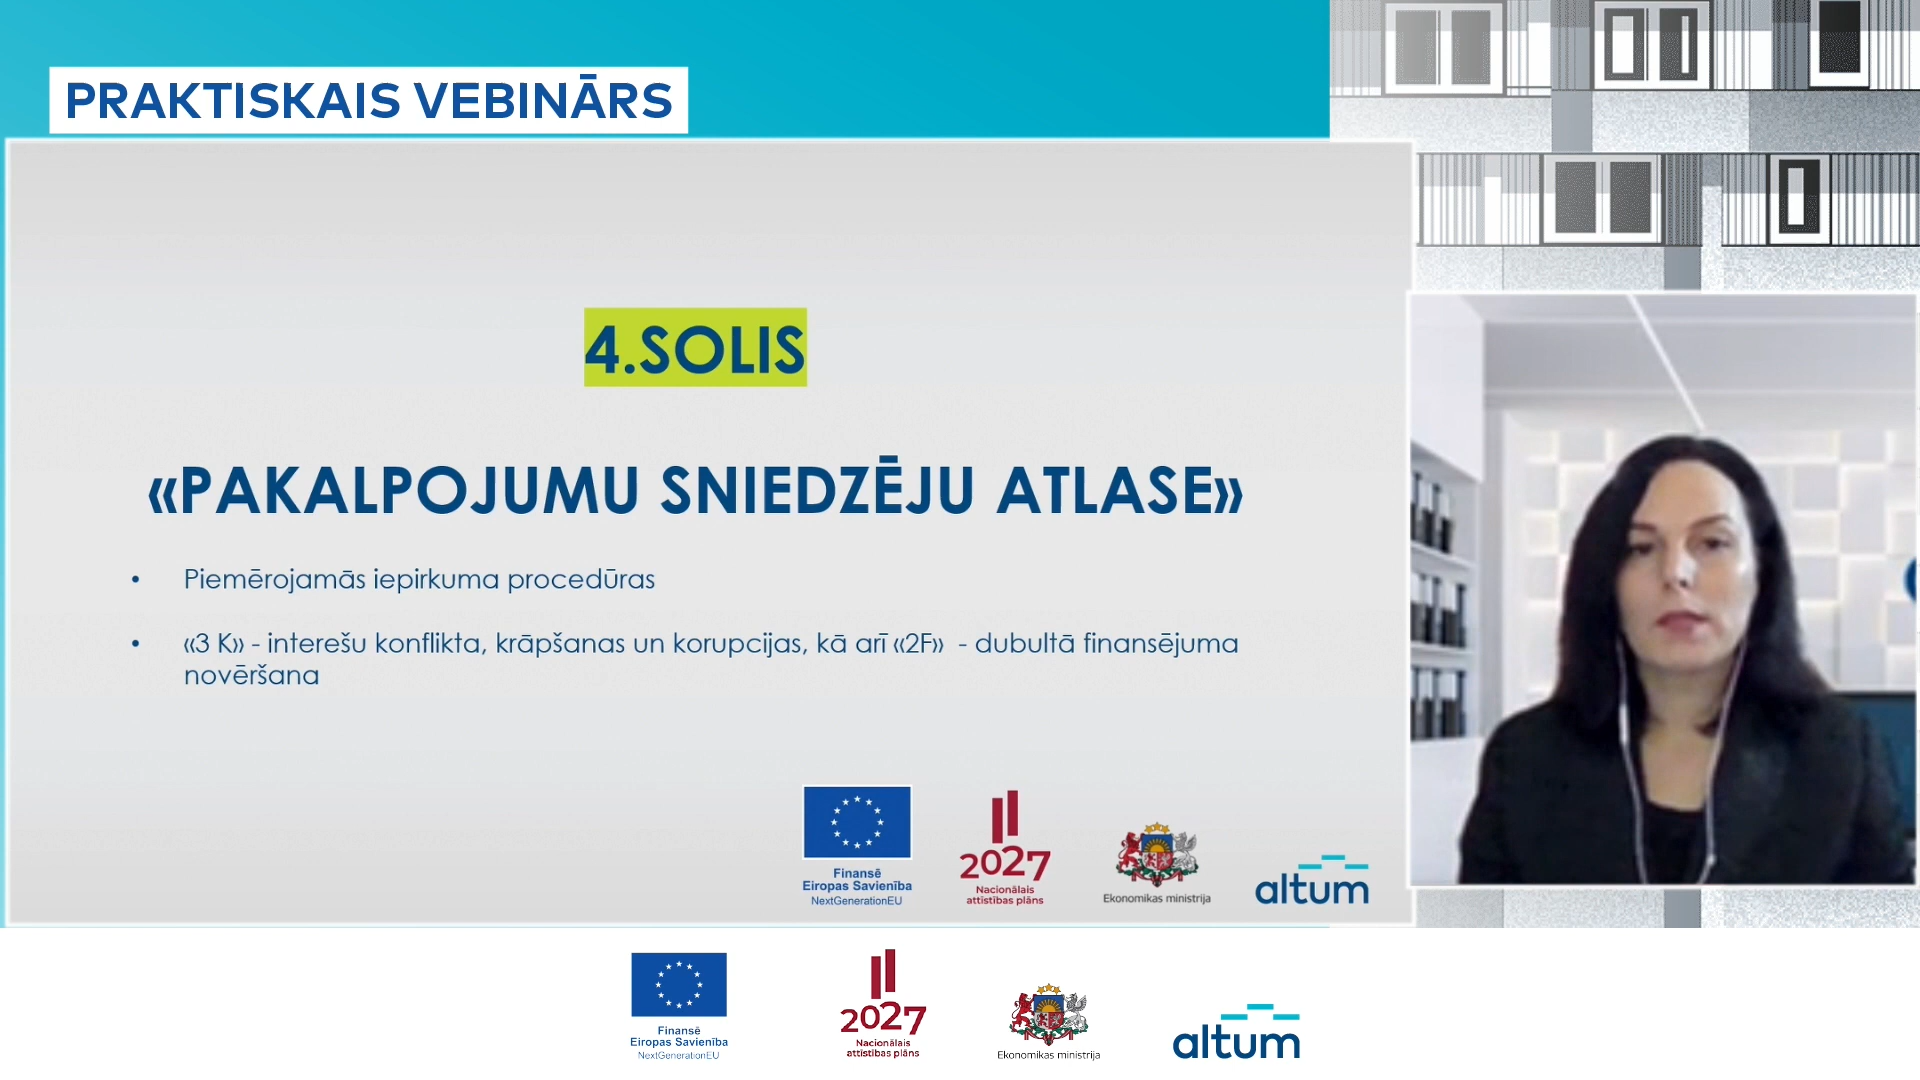 PRAKTISKAIS VEBINĀRS
4.SOLIS
«PAKALPOJUMU SNIEDZĒJU ATLASE»
• Piemērojamās iepirkuma procedūras
• «3 K» - interešu konflikta, krāpšanas un korupcijas, kā arī «2F» - dubultā finansējuma
novēršana
Finansē
Eiropas Savienība
NextGenerationEU
2027
Nacionālais
attīstības plāns
Ekonomikas ministrija
altum
Finansē
Eiropas Savienība
NextGenerationEU
2027
Nacionālais
attīstības plāns
Ekonomikas ministrija
altum